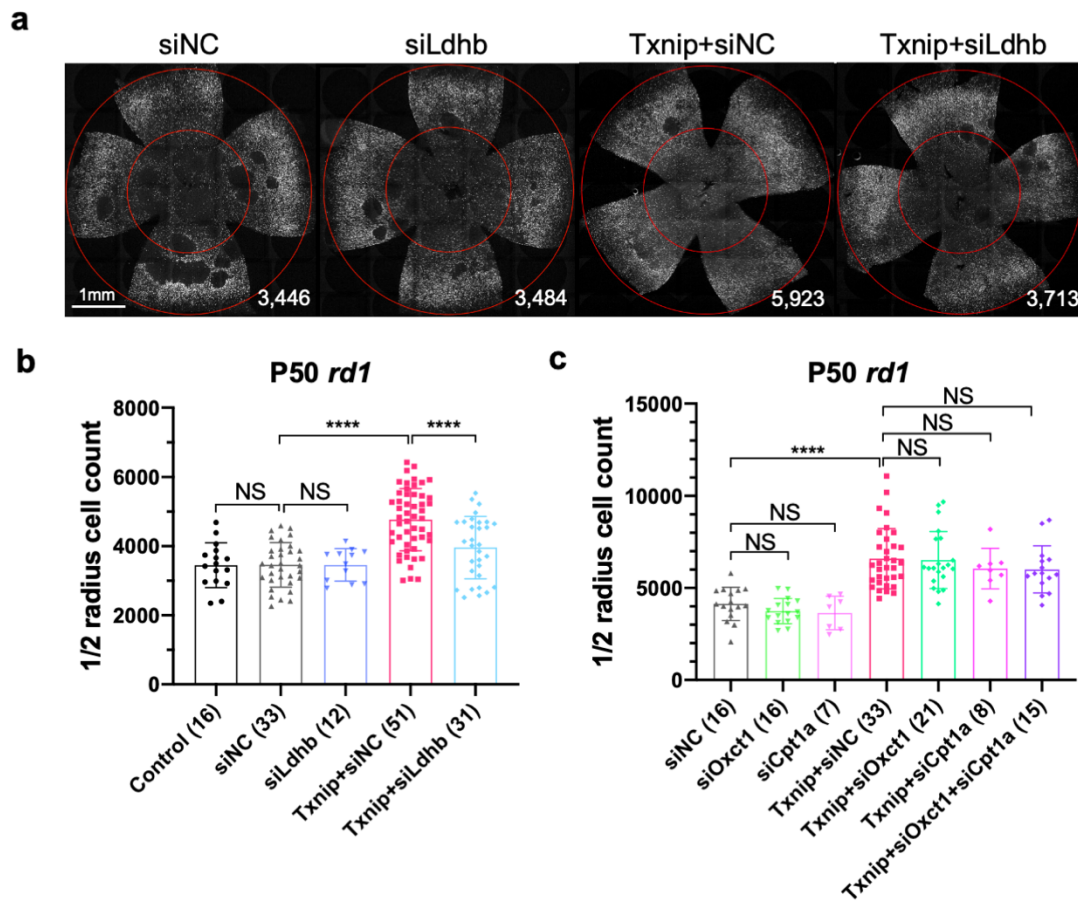 a
siNC siLdhb Txnip+siNC Txnip+siLdhb
1mm 3,446 3,484 5,923 3,713
b
P50 rd1
1/2 radius cell count
8000
6000
4000
2000
0
NS NS **** ****
Control (16)
siNC (33)
siLdhb (12)
Txnip+siNC (51)
Txnip+siLdhb (31)
c
P50 rd1
1/2 radius cell count
15000
10000
5000
0
NS
NS
**** NS
NS
NS
siNC (16)
siOxct1 (16)
siCpt1a (7)
Txnip+siNC (33)
Txnip+siOxct1 (21)
Txnip+siCpt1a (8)
Txnip+siOxct1+siCpt1a (15)